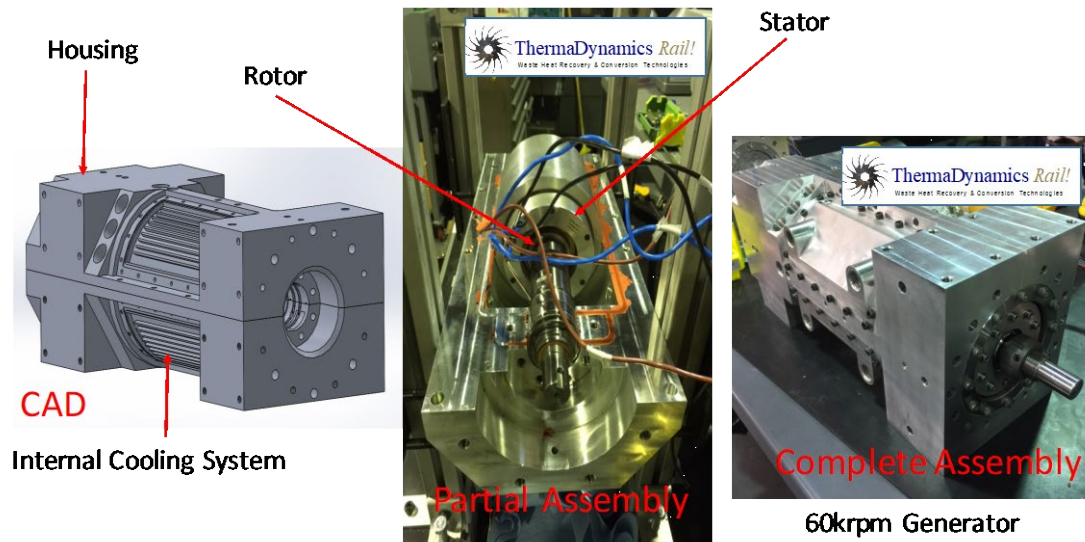 Housing
Rotor
Stator
ThermaDynamics Rail!
Waste Heat Recovery & Conversion Technologies
ThermaDynamics Rail!
Waste Heat Recovery & Conversion Technologies
CAD
Internal Cooling System
Partial Assembly
Complete Assembly
60krpm Generator